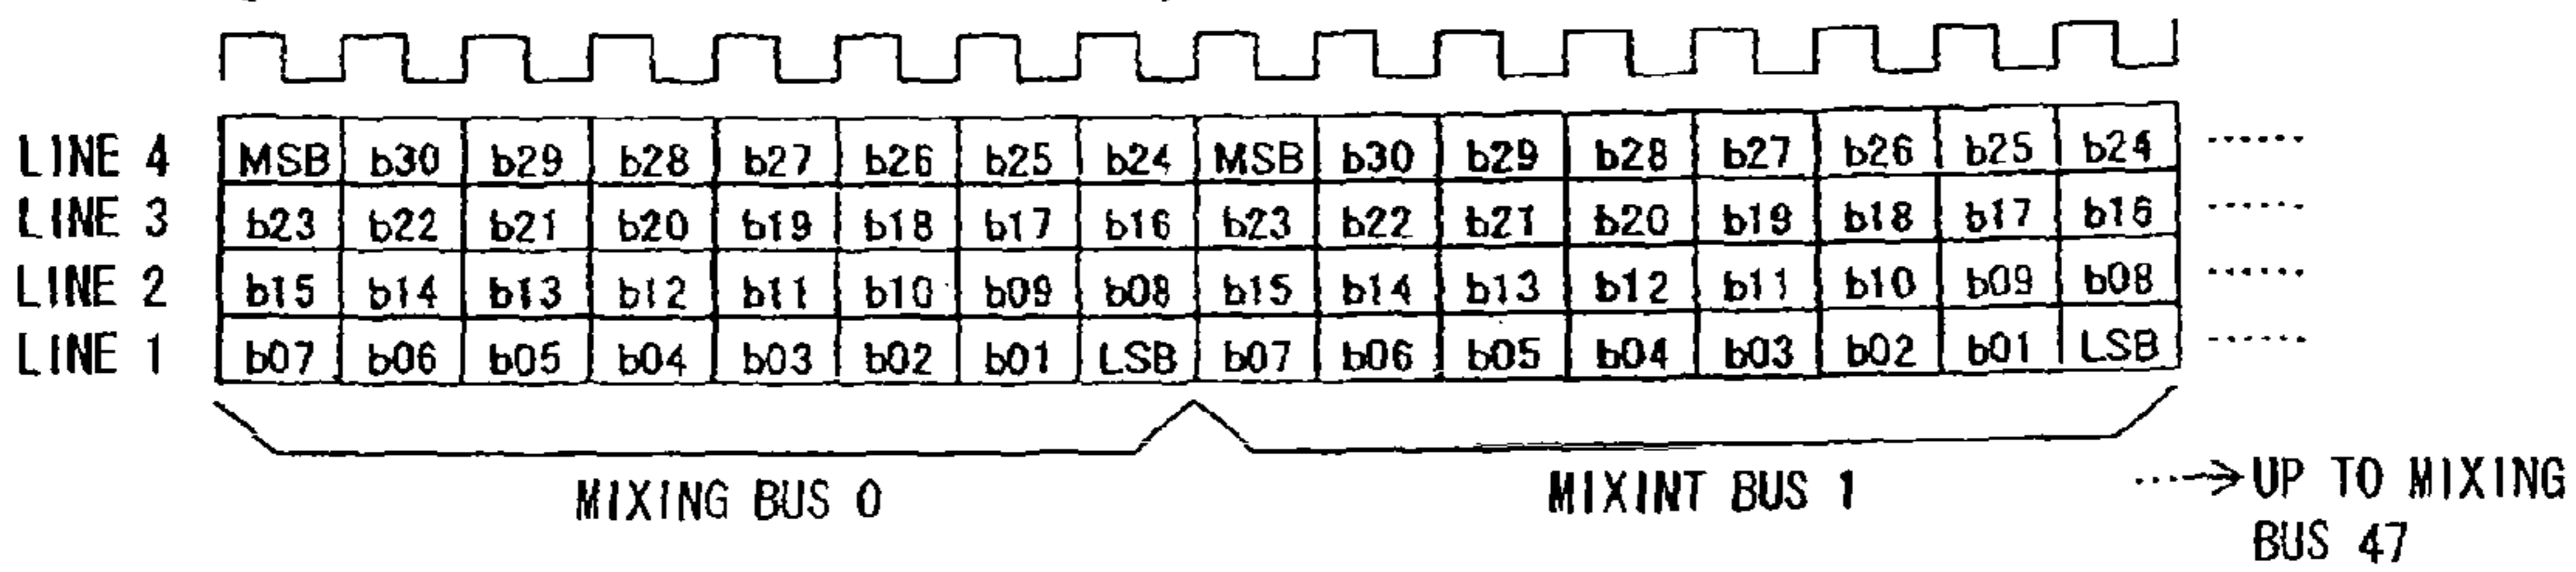 LINE 4 MSB b30 b29 b28 b27 b26 b25 b24 MSB b30 b29 b28 b27 b26 b25 b24 ......
LINE 3 b23 b22 b21 b20 b19 b18 b17 b16 b23 b22 b21 b20 b19 b18 b17 b16 ......
LINE 2 b15 b14 b13 b12 b11 b10 b09 b08 b15 b14 b13 b12 b11 b10 b09 b08 ......
LINE 1 b07 b06 b05 b04 b03 b02 b01 LSB b07 b06 b05 b04 b03 b02 b01 LSB ......
MIXING BUS 0 MIXINT BUS 1 ...→ UP TO MIXING
BUS 47